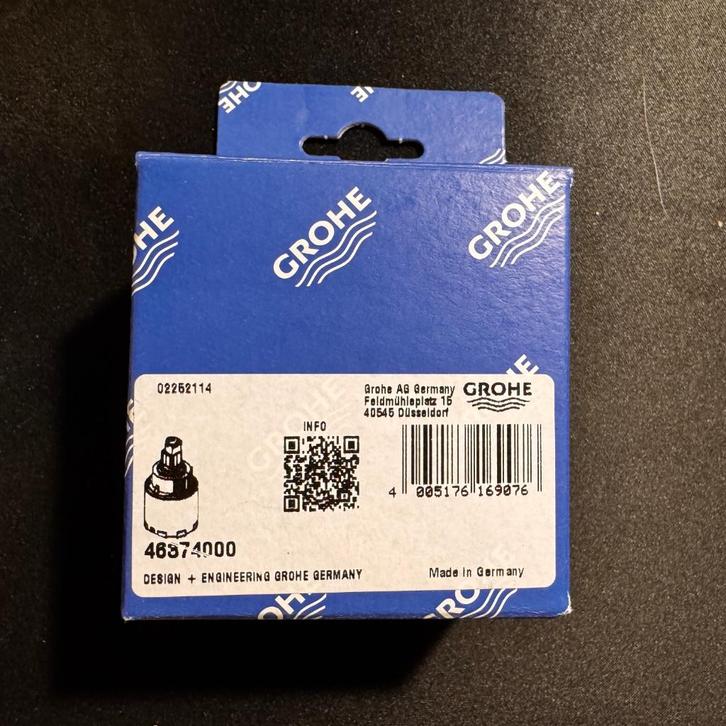 GROHE
GROHE
GROHE
02252114
Grohe AG Germany
Feldmühleplatz 15
40545 Düsseldorf
GROHE
INFO
4 005176 169076
46374000
DESIGN + ENGINEERING GROHE GERMANY
Made in Germany